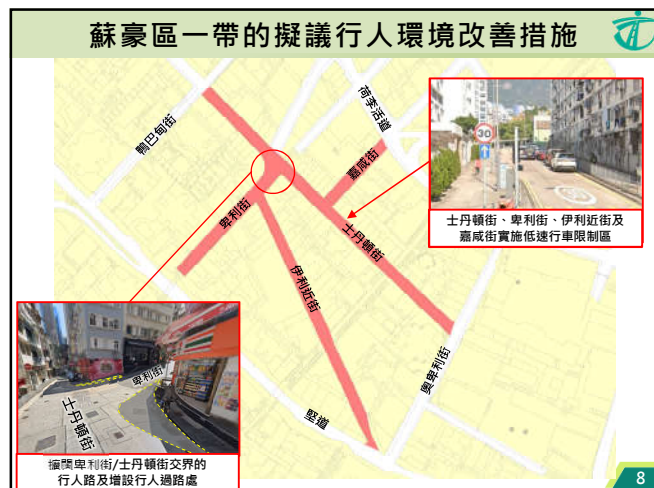 蘇豪區一帶的擬議行人環境改善措施
鴨巴甸街
荷李活道
嘉咸街
卑利街
士丹頓街
伊利近街
奧卑利街
堅道
30
士丹頓街、卑利街、伊利近街及
嘉咸街實施低速行車限制區
卑利街
士丹頓街
擴闊卑利街/士丹頓街交界的
行人路及增設行人過路處
8